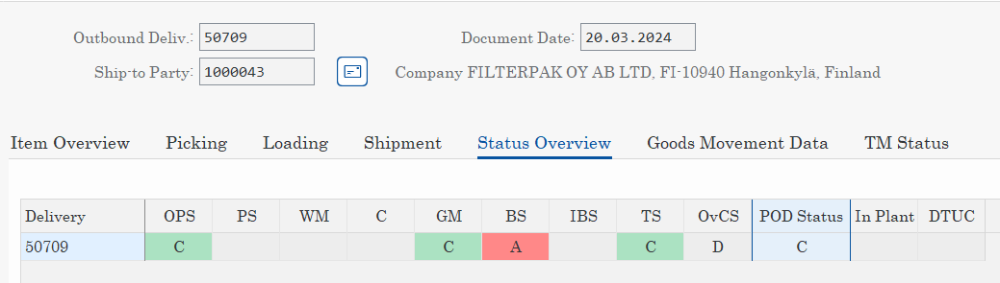 Outbound Deliv.: 50709 Document Date: 20.03.2024
Ship-to Party: 1000043 Company FILTERPAK OY AB LTD, FI-10940 Hangonkylä, Finland
Item Overview Picking Loading Shipment Status Overview Goods Movement Data TM Status
Delivery OPS PS WM C GM BS IBS TS OvCS POD Status In Plant DTUC
50709 C C A C D C